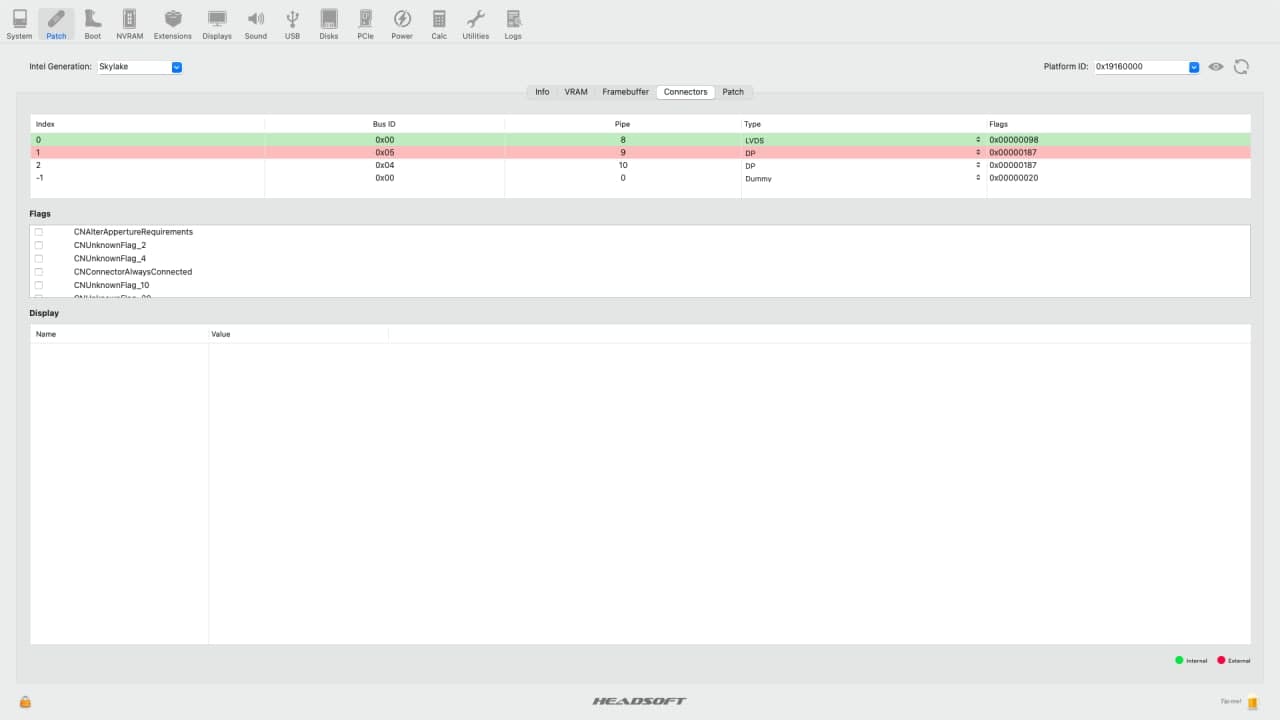 System Patch Boot NVRAM Extensions Displays Sound USB Disks PCIe Power Calc Utilities Logs
Intel Generation: Skylake Platform ID: 0x19160000
Info VRAM Framebuffer Connectors Patch
Index Bus ID Pipe Type Flags
0 0x00 8 LVDS 0x00000098
1 0x05 9 DP 0x00000187
2 0x04 10 DP 0x00000187
-1 0x00 0 Dummy 0x00000020
Flags
CNAlterAppertureRequirements
CNUnknownFlag_2
CNUnknownFlag_4
CNConnectorAlwaysConnected
CNUnknownFlag_10
Display
Name Value
Internal External
HEADSOFT